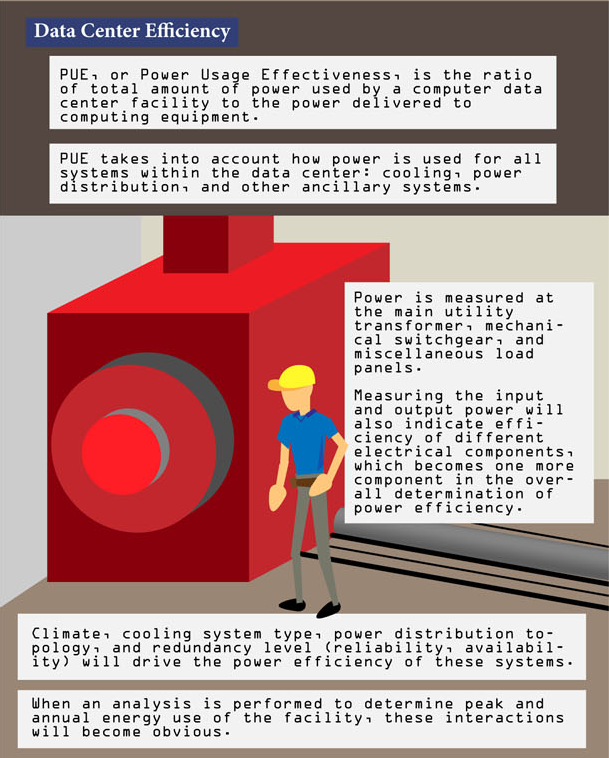 Data Center Efficiency
PUE, or Power Usage Effectiveness, is the ratio
of total amount of power used by a computer data
center facility to the power delivered to
computing equipment.
PUE takes into account how power is used for all
systems within the data center: cooling, power
distribution, and other ancillary systems.
Power is measured at
the main utility
transformer, mechani-
cal switchgear, and
miscellaneous load
panels.
Measuring the input
and output power will
also indicate effi-
ciency of different
electrical components,
which becomes one more
component in the over-
all determination of
power efficiency.
Climate, cooling system type, power distribution to-
pology, and redundancy level (reliability, availabil-
ity) will drive the power efficiency of these systems.
When an analysis is performed to determine peak and
annual energy use of the facility, these interactions
will become obvious.